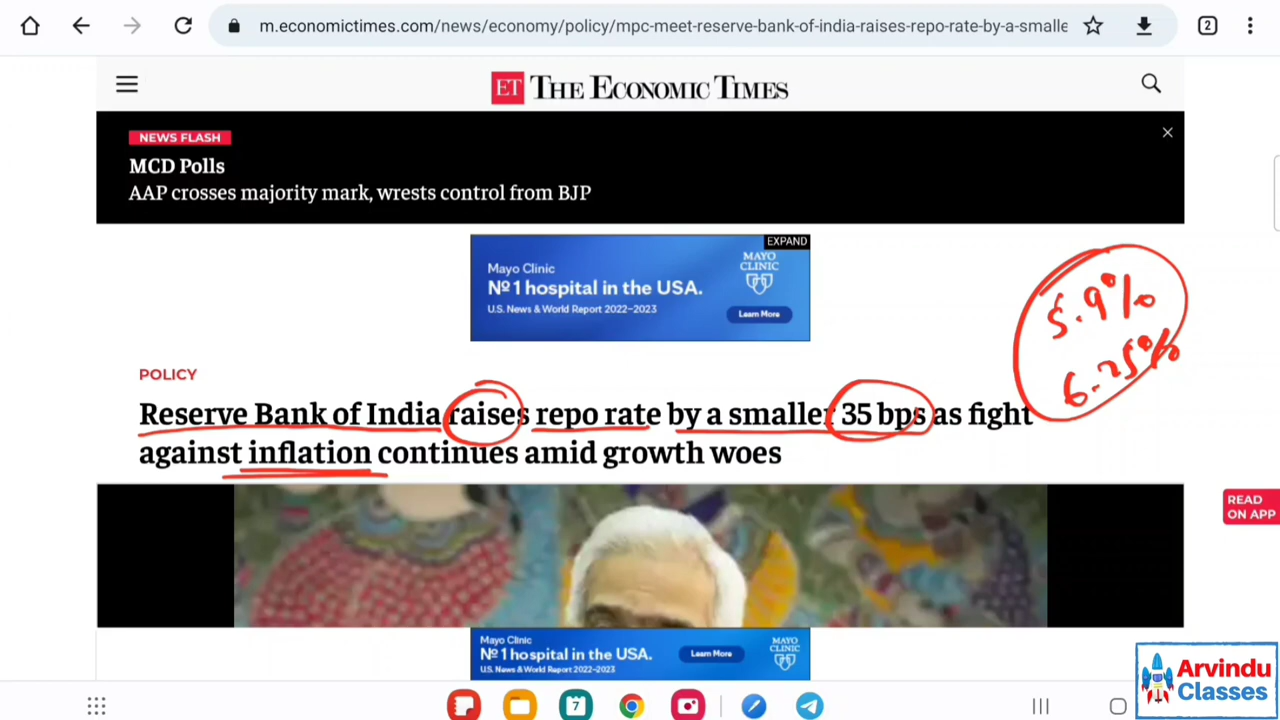 2
m.economictimes.com/news/economy/policy/mpc-meet-reserve-bank-of-india-raises-repo-rate-by-a-smalle
ET THE ECONOMIC TIMES
NEWS FLASH
MCD Polls
AAP crosses majority mark, wrests control from BJP
EXPAND
Mayo Clinic
Nº1 hospital in the USA.
U.S. News & World Report 2022–2023
MAYO
CLINIC
Learn More
5.9%
6.25%
POLICY
Reserve Bank of India raises repo rate by a smaller 35 bps as fight
against inflation continues amid growth woes
READ
ON APP
Mayo Clinic
Nº1 hospital in the USA.
U.S. News & World Report 2022–2023
Learn More
MAYO
CLINIC
7
Arvindu
Classes